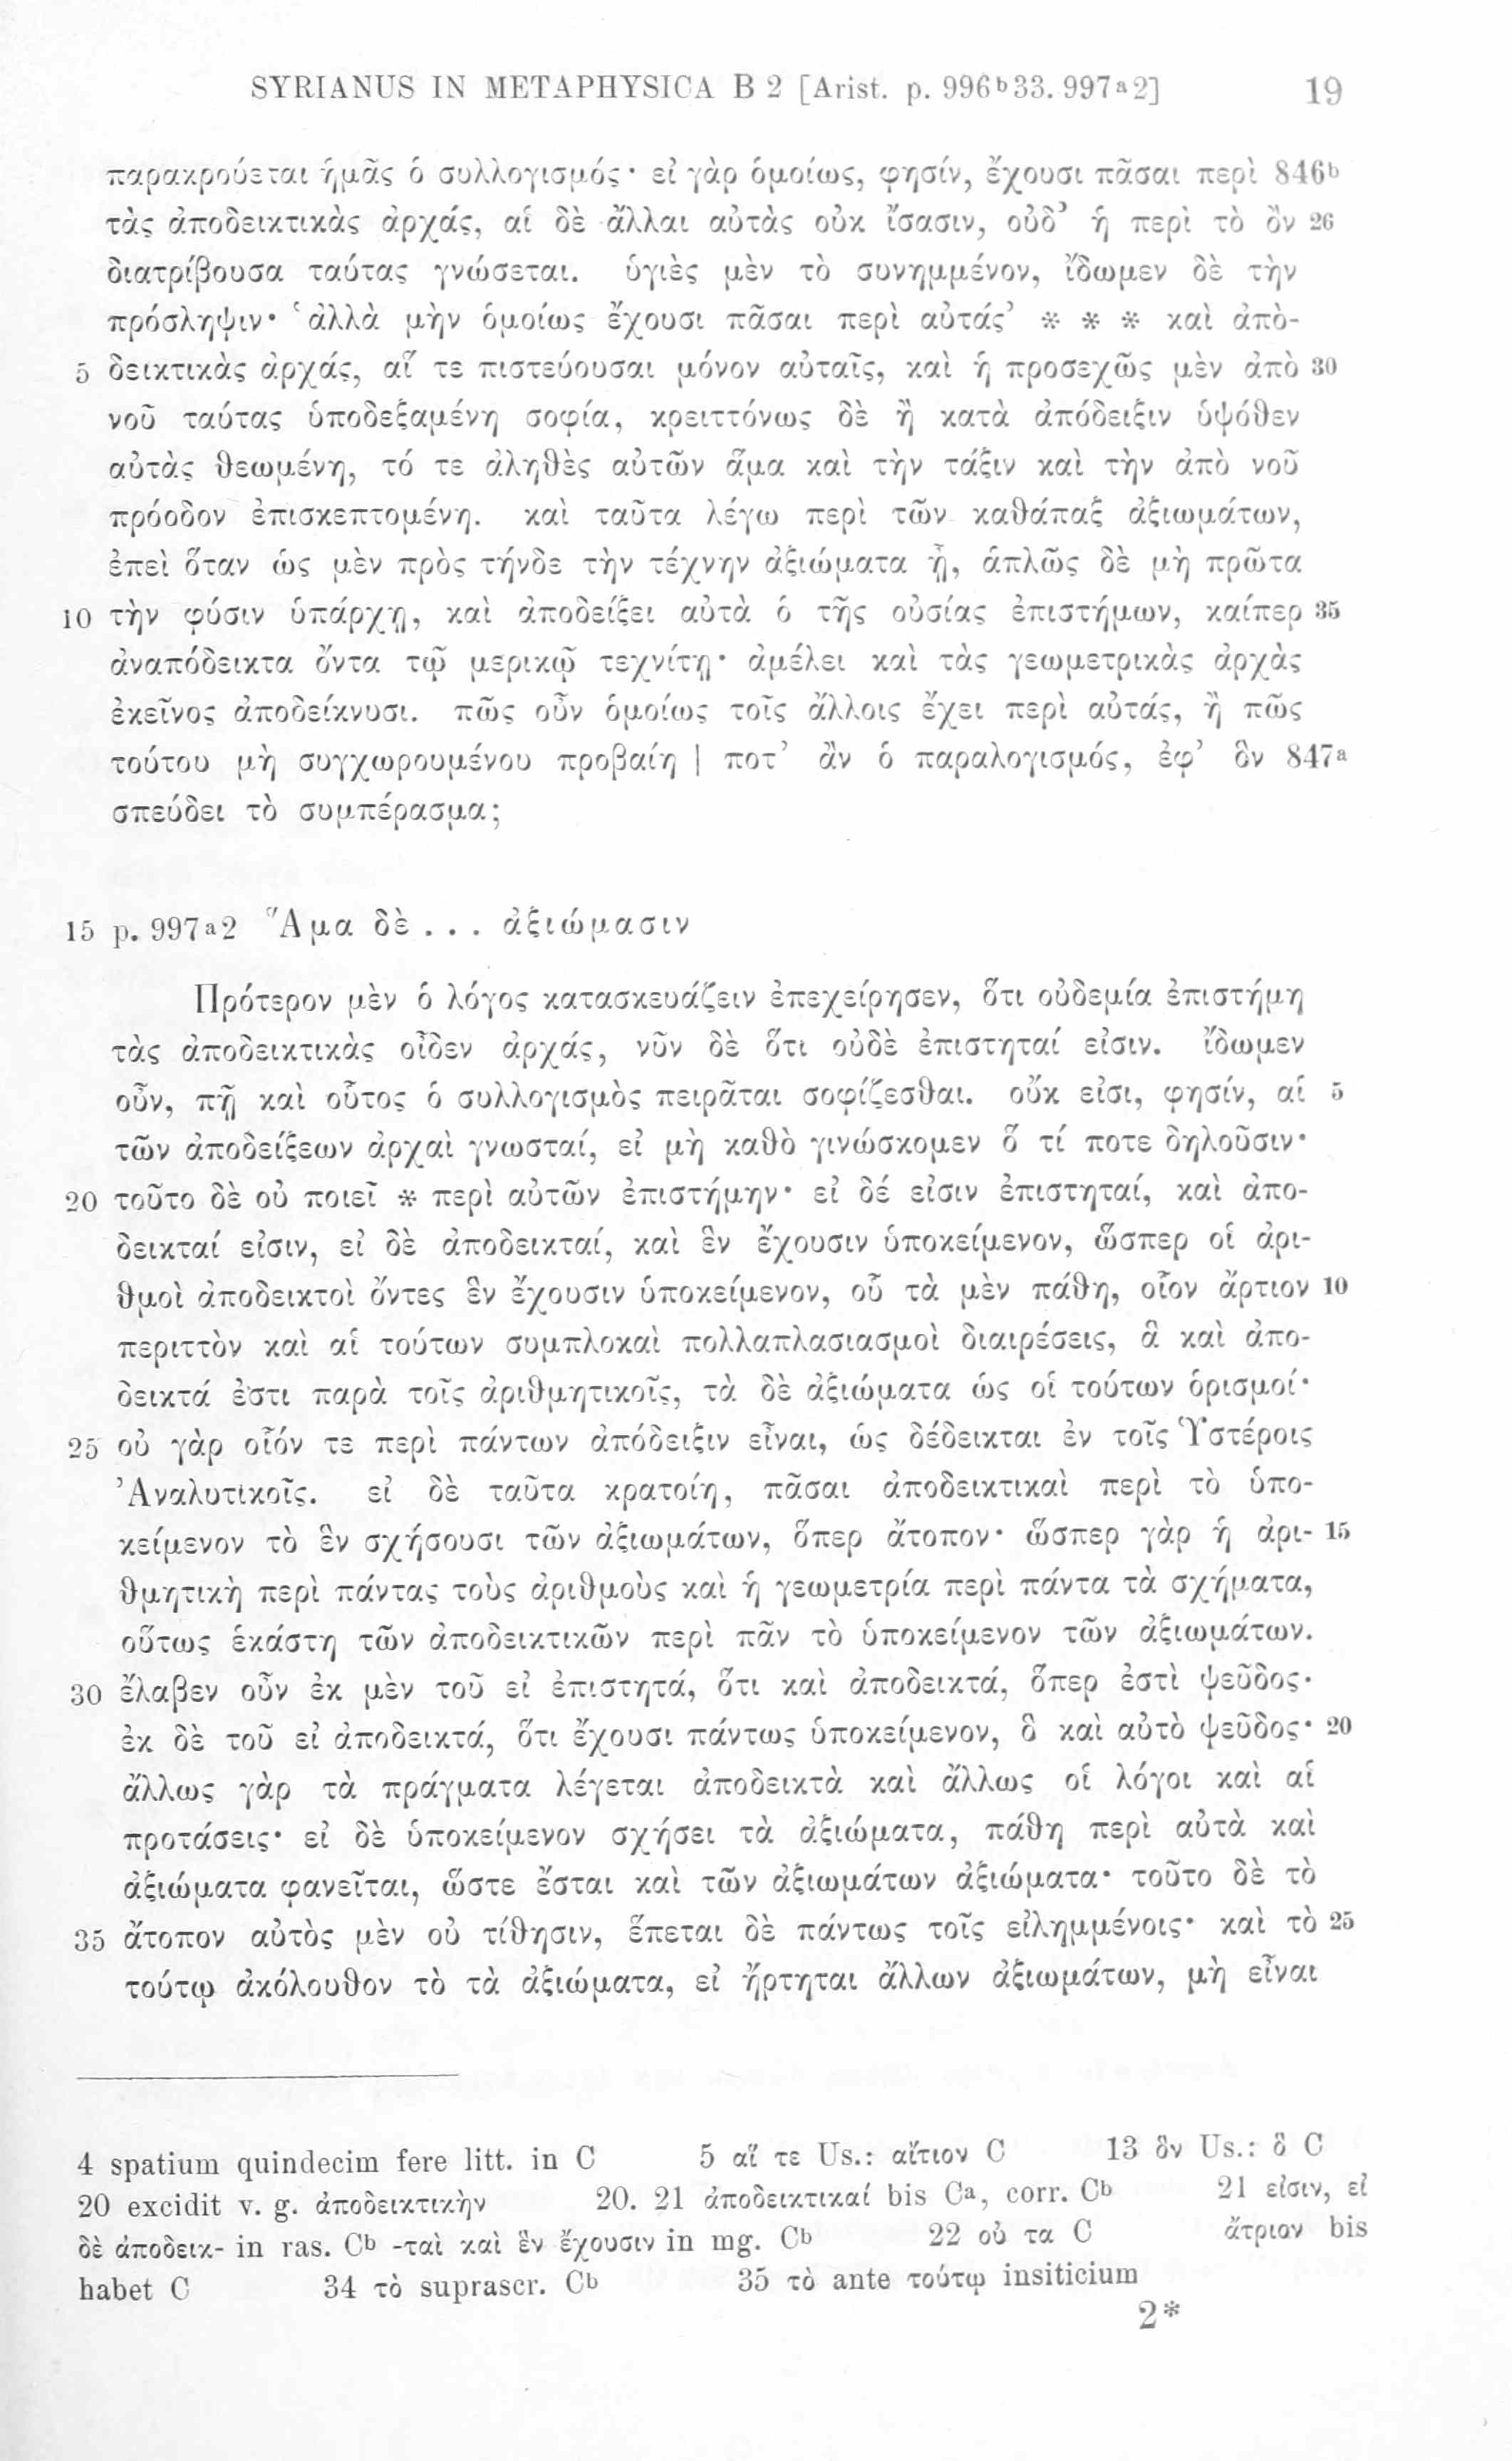 SYRIANUS IN METAPHYSICA B 2 [Arist. p. 996ᵇ33. 997ᵃ2] 19
παρακρούεται ἡμᾶς ὁ συλλογισμός· εἰ γὰρ ὁμοίως, φησίν, ἔχουσι πᾶσαι περὶ 846ᵇ
τὰς ἀποδεικτικὰς ἀρχάς, αἱ δὲ ἄλλαι αὐτὰς οὐκ ἴσασιν, οὐδ’ ἡ περὶ τὸ ὂν 26
διατρίβουσα ταύτας γνώσεται. ὑγιὲς μὲν τὸ συνημμένον, ἴδωμεν δὲ τὴν
πρόσληψιν· ‘ἀλλὰ μὴν ὁμοίως ἔχουσι πᾶσαι περὶ αὐτάς’ * * * καὶ ἀπο-
5 δεικτικὰς ἀρχάς, αἵ τε πιστεύουσαι μόνον αὐταῖς, καὶ ἡ προσεχῶς μὲν ἀπὸ 30
νοῦ ταύτας ὑποδεξαμένη σοφία, κρειττόνως δὲ ἢ κατὰ ἀπόδειξιν ὑψόθεν
αὐτὰς θεωμένη, τό τε ἀληθὲς αὐτῶν ἅμα καὶ τὴν τάξιν καὶ τὴν ἀπὸ νοῦ
πρόοδον ἐπισκεπτομένη. καὶ ταῦτα λέγω περὶ τῶν καθάπαξ ἀξιωμάτων,
ἐπεὶ ὅταν ὡς μὲν πρὸς τήνδε τὴν τέχνην ἀξιώματα ᾖ, ἁπλῶς δὲ μὴ πρῶτα
10 τὴν φύσιν ὑπάρχῃ, καὶ ἀποδείξει αὐτὰ ὁ τῆς οὐσίας ἐπιστήμων, καίπερ 35
ἀναπόδεικτα ὄντα τῷ μερικῷ τεχνίτῃ· ἀμέλει καὶ τὰς γεωμετρικὰς ἀρχὰς
ἐκεῖνος ἀποδείκνυσι. πῶς οὖν ὁμοίως τοῖς ἄλλοις ἔχει περὶ αὐτάς, ἢ πῶς
τούτου μὴ συγχωρουμένου προβαίη | ποτ’ ἂν ὁ παραλογισμός, ἐφ’ ὃν 847ᵃ
σπεύδει τὸ συμπέρασμα;
15 p. 997ᵃ2 Ἅμα δὲ . . . ἀξιώμασιν
Πρότερον μὲν ὁ λόγος κατασκευάζειν ἐπεχείρησεν, ὅτι οὐδεμία ἐπιστήμη
τὰς ἀποδεικτικὰς οἶδεν ἀρχάς, νῦν δὲ ὅτι οὐδὲ ἐπιστηταί εἰσιν. ἴδωμεν
οὖν, πῇ καὶ οὗτος ὁ συλλογισμὸς πειρᾶται σοφίζεσθαι. οὔκ εἰσι, φησίν, αἱ 5
τῶν ἀποδείξεων ἀρχαὶ γνωσταί, εἰ μὴ καθὸ γινώσκομεν ὅ τί ποτε δηλοῦσιν·
20 τοῦτο δὲ οὐ ποιεῖ * περὶ αὐτῶν ἐπιστήμην· εἰ δέ εἰσιν ἐπιστηταί, καὶ ἀπο-
δεικταί εἰσιν, εἰ δὲ ἀποδεικταί, καὶ ἓν ἔχουσιν ὑποκείμενον, ὥσπερ οἱ ἀρι-
θμοὶ ἀποδεικτοὶ ὄντες ἓν ἔχουσιν ὑποκείμενον, οὗ τὰ μὲν πάθη, οἷον ἄρτιον 10
περιττὸν καὶ αἱ τούτων συμπλοκαὶ πολλαπλασιασμοὶ διαιρέσεις, ἃ καὶ ἀπο-
δεικτά ἐστι παρὰ τοῖς ἀριθμητικοῖς, τὰ δὲ ἀξιώματα ὡς οἱ τούτων ὁρισμοί·
25 οὐ γὰρ οἷόν τε περὶ πάντων ἀπόδειξιν εἶναι, ὡς δέδεικται ἐν τοῖς Ὑστέροις
Ἀναλυτικοῖς. εἰ δὲ ταῦτα κρατοίη, πᾶσαι ἀποδεικτικαὶ περὶ τὸ ὑπο-
κείμενον τὸ ἓν σχήσουσι τῶν ἀξιωμάτων, ὅπερ ἄτοπον· ὥσπερ γὰρ ἡ ἀρι- 15
θμητικὴ περὶ πάντας τοὺς ἀριθμοὺς καὶ ἡ γεωμετρία περὶ πάντα τὰ σχήματα,
οὕτως ἑκάστη τῶν ἀποδεικτικῶν περὶ πᾶν τὸ ὑποκείμενον τῶν ἀξιωμάτων.
30 ἔλαβεν οὖν ἐκ μὲν τοῦ εἰ ἐπιστητά, ὅτι καὶ ἀποδεικτά, ὅπερ ἐστὶ ψεῦδος·
ἐκ δὲ τοῦ εἰ ἀποδεικτά, ὅτι ἔχουσι πάντως ὑποκείμενον, ὃ καὶ αὐτὸ ψεῦδος· 20
ἄλλως γὰρ τὰ πράγματα λέγεται ἀποδεικτὰ καὶ ἄλλως οἱ λόγοι καὶ αἱ
προτάσεις· εἰ δὲ ὑποκείμενον σχήσει τὰ ἀξιώματα, πάθη περὶ αὐτὰ καὶ
ἀξιώματα φανεῖται, ὥστε ἔσται καὶ τῶν ἀξιωμάτων ἀξιώματα· τοῦτο δὲ τὸ
35 ἄτοπον αὐτὸς μὲν οὐ τίθησιν, ἕπεται δὲ πάντως τοῖς εἰλημμένοις· καὶ τὸ 25
τούτῳ ἀκόλουθον τὸ τὰ ἀξιώματα, εἰ ἤρτηται ἄλλων ἀξιωμάτων, μὴ εἶναι
4 spatium quindecim fere litt. in C 5 αἵ τε Us.: αἴτιον C 13 ὃν Us.: ὃ C
20 excidit v. g. ἀποδεικτικὴν 20. 21 ἀποδεικτικαί bis Cᵃ, corr. Cᵇ 21 εἰσιν, εἰ
δὲ ἀποδεικ- in ras. Cᵇ -ταὶ καὶ ἓν ἔχουσιν in mg. Cᵇ 22 οὐ τα C ἄτριον bis
habet C 34 τὸ suprascr. Cᵇ 35 τὸ ante τούτῳ insiticium
2*